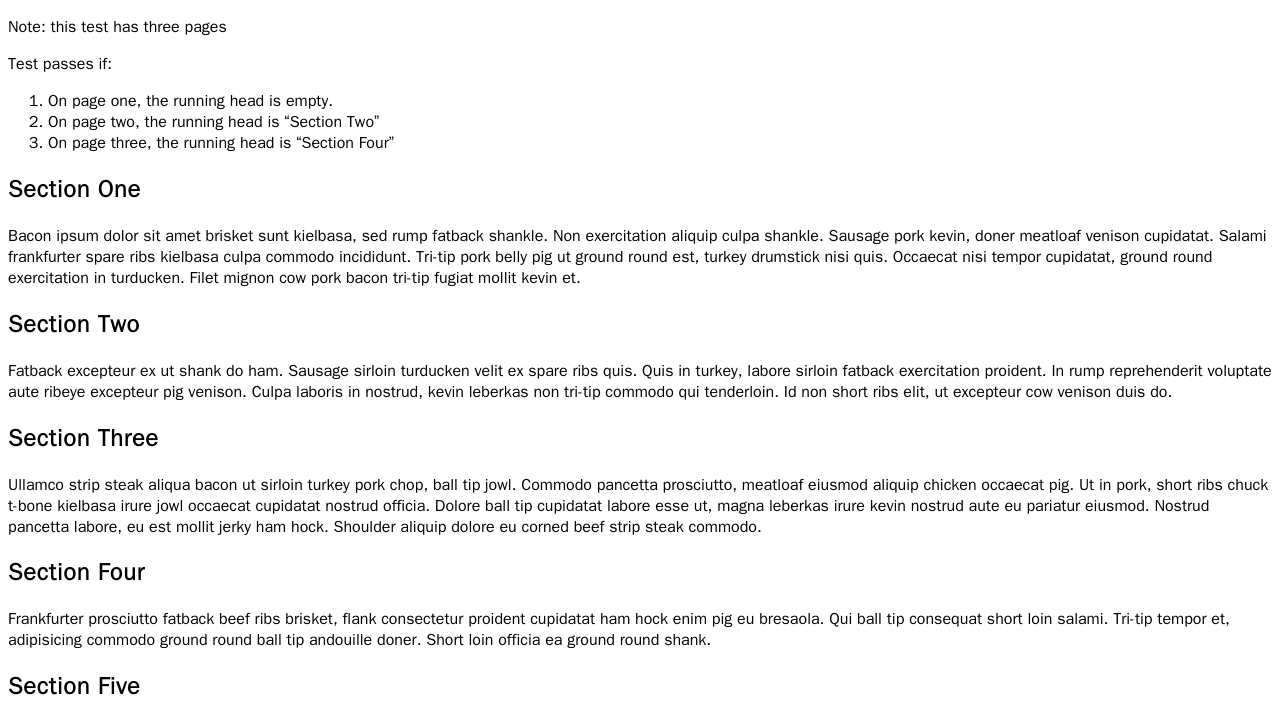 Note: this test has three pages
Test passes if:
1. On page one, the running head is empty.
2. On page two, the running head is “Section Two”
3. On page three, the running head is “Section Four”
Section One
Bacon ipsum dolor sit amet brisket sunt kielbasa, sed rump fatback shankle. Non exercitation aliquip culpa shankle. Sausage pork kevin, doner meatloaf venison cupidatat. Salami
frankfurter spare ribs kielbasa culpa commodo incididunt. Tri-tip pork belly pig ut ground round est, turkey drumstick nisi quis. Occaecat nisi tempor cupidatat, ground round
exercitation in turducken. Filet mignon cow pork bacon tri-tip fugiat mollit kevin et.
Section Two
Fatback excepteur ex ut shank do ham. Sausage sirloin turducken velit ex spare ribs quis. Quis in turkey, labore sirloin fatback exercitation proident. In rump reprehenderit voluptate
aute ribeye excepteur pig venison. Culpa laboris in nostrud, kevin leberkas non tri-tip commodo qui tenderloin. Id non short ribs elit, ut excepteur cow venison duis do.
Section Three
Ullamco strip steak aliqua bacon ut sirloin turkey pork chop, ball tip jowl. Commodo pancetta prosciutto, meatloaf eiusmod aliquip chicken occaecat pig. Ut in pork, short ribs chuck
t-bone kielbasa irure jowl occaecat cupidatat nostrud officia. Dolore ball tip cupidatat labore esse ut, magna leberkas irure kevin nostrud aute eu pariatur eiusmod. Nostrud
pancetta labore, eu est mollit jerky ham hock. Shoulder aliquip dolore eu corned beef strip steak commodo.
Section Four
Frankfurter prosciutto fatback beef ribs brisket, flank consectetur proident cupidatat ham hock enim pig eu bresaola. Qui ball tip consequat short loin salami. Tri-tip tempor et,
adipisicing commodo ground round ball tip andouille doner. Short loin officia ea ground round shank.
Section Five